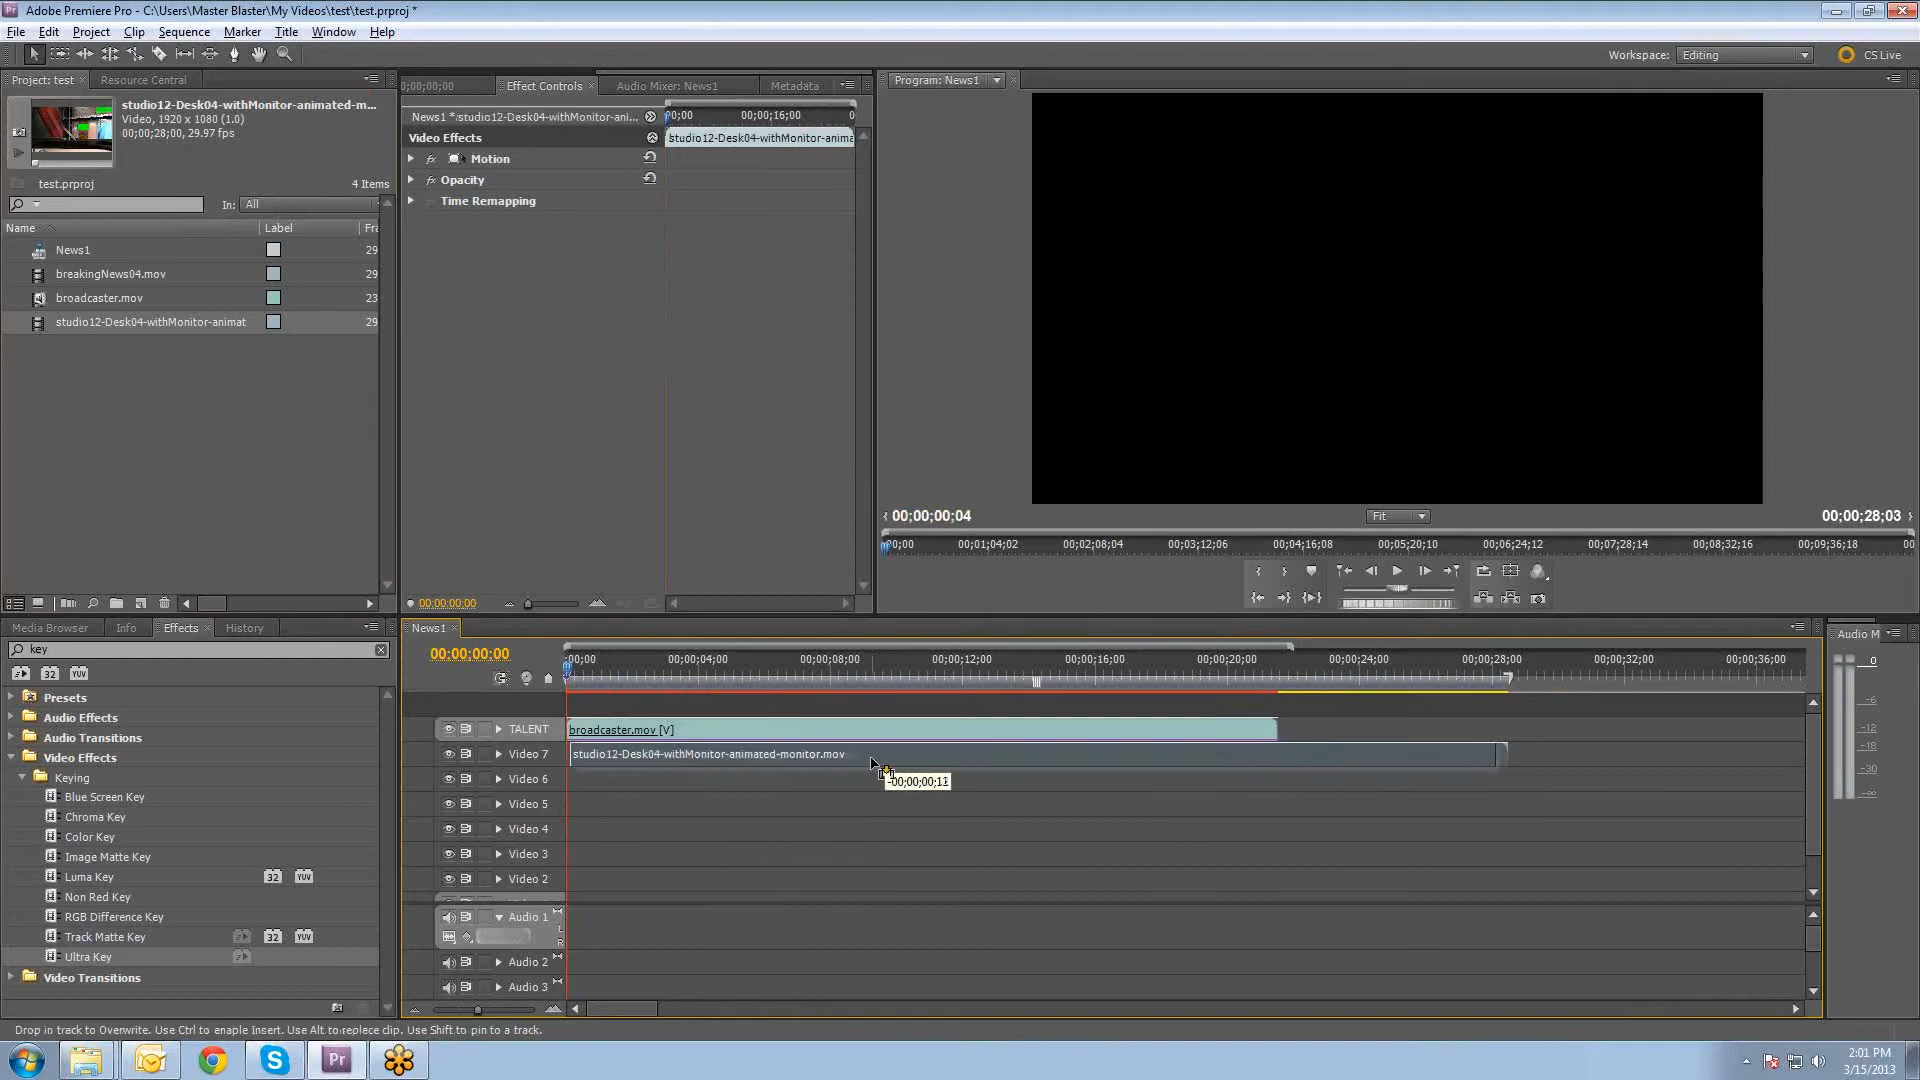 Adobe Premiere Pro - C:\Users\Master Blaster\My Videos\test\test.prproj *
File Edit Project Clip Sequence Marker Title Window Help
Workspace: Editing CS Live
Project: test Resource Central
studio12-Desk04-withMonitor-animated-m...
Video, 1920 x 1080 (1.0)
00;00;28;00, 29.97 fps
test.prproj 4 Items
In: All
Name Label Fra
News1 29
breakingNews04.mov 29
broadcaster.mov 23
studio12-Desk04-withMonitor-animat 29
0;00;00;00 Effect Controls Audio Mixer: News1 Metadata
News1 * studio12-Desk04-withMonitor-ani... 00;00 00;00;16;00 0
Video Effects studio12-Desk04-withMonitor-anima
fx Motion
fx Opacity
Time Remapping
00:00:00:00
Program: News1
00;00;00;04 Fit 00;00;28;03
00;00 00;01;04;02 00;02;08;04 00;03;12;06 00;04;16;08 00;05;20;10 00;06;24;12 00;07;28;14 00;08;32;16 00;09;36;18 00
Media Browser Info Effects History
key
32 YUV
Presets
Audio Effects
Audio Transitions
Video Effects
Keying
Blue Screen Key
Chroma Key
Color Key
Image Matte Key
Luma Key 32 YUV
Non Red Key
RGB Difference Key
Track Matte Key 32 YUV
Ultra Key
Video Transitions
News1
00:00:00:00
;00;00 00;00;04;00 00;00;08;00 00;00;12;00 00;00;16;00 00;00;20;00 00;00;24;00 00;00;28;00 00;00;32;00 00;00;36;00
TALENT broadcaster.mov [V]
Video 7 studio12-Desk04-withMonitor-animated-monitor.mov
-00;00;00;11
Video 6
Video 5
Video 4
Video 3
Video 2
Audio 1 L
R
Audio 2
Audio 3
Audio M
0
-6
-12
-18
-30
-∞
Drop in track to Overwrite. Use Ctrl to enable Insert. Use Alt to replace clip. Use Shift to pin to a track.
Pr
2:01 PM
3/15/2013